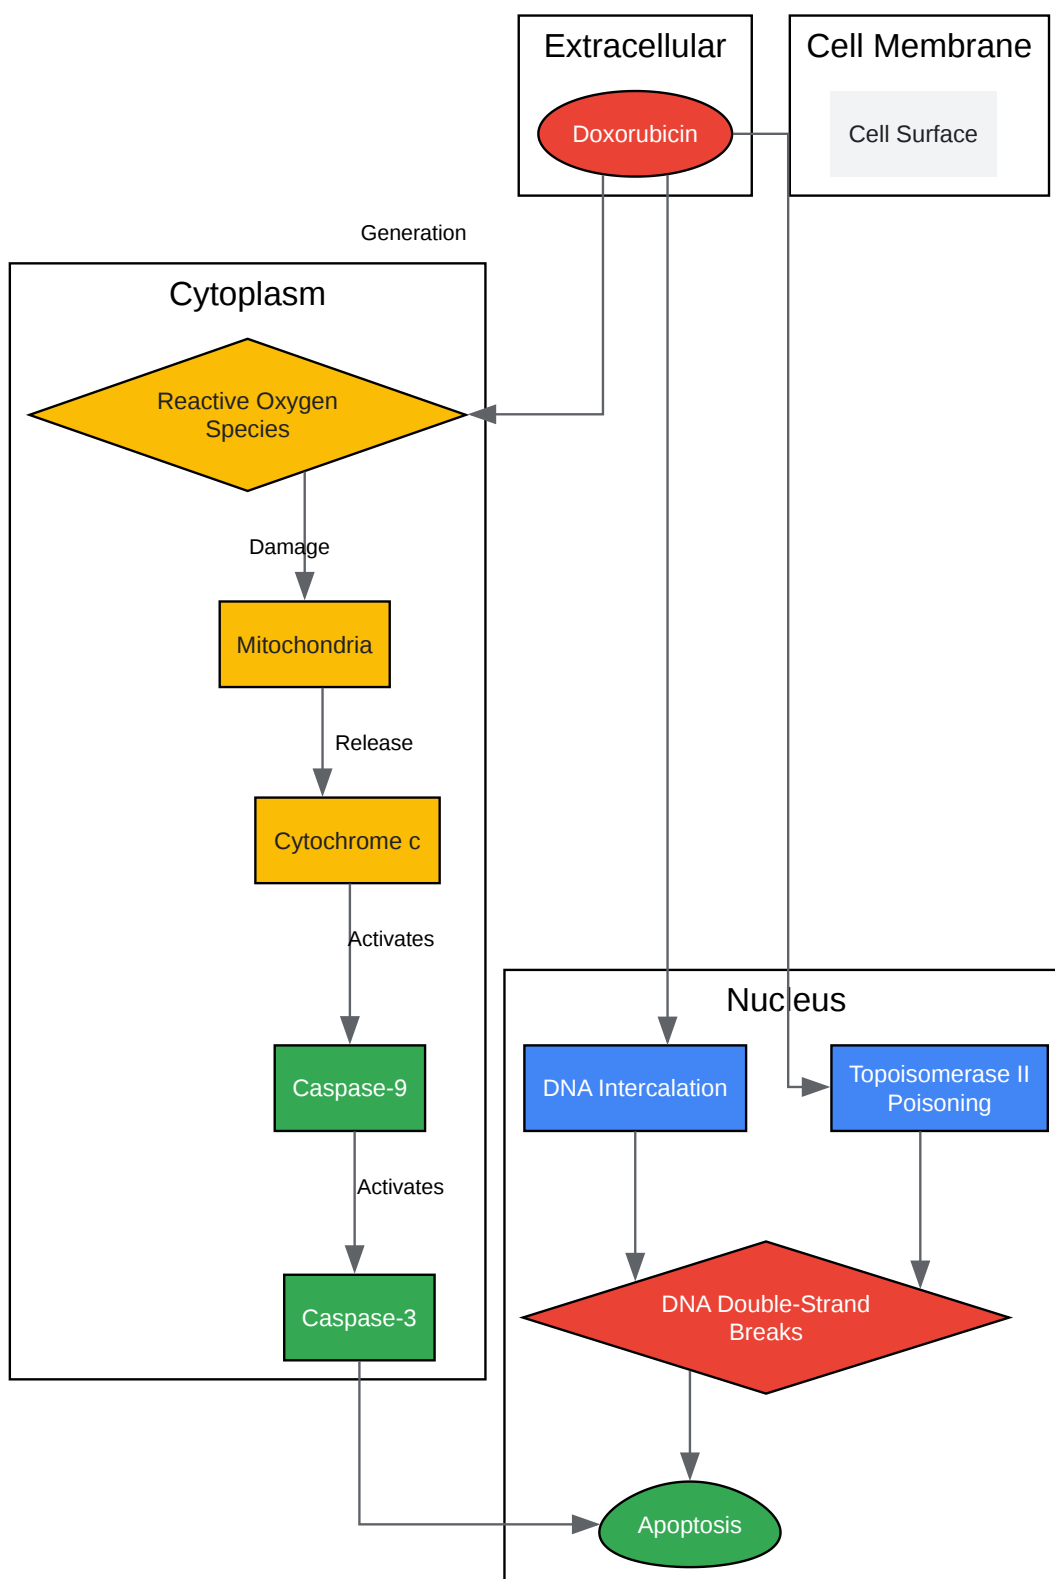 Extracellular
Cell Membrane
Doxorubicin
Cell Surface
Generation
Cytoplasm
Reactive Oxygen
Species
Damage
Mitochondria
Release
Cytochrome c
Activates
Nucleus
Caspase-9
DNA Intercalation
Topoisomerase II
Poisoning
Activates
Caspase-3
DNA Double-Strand
Breaks
Apoptosis